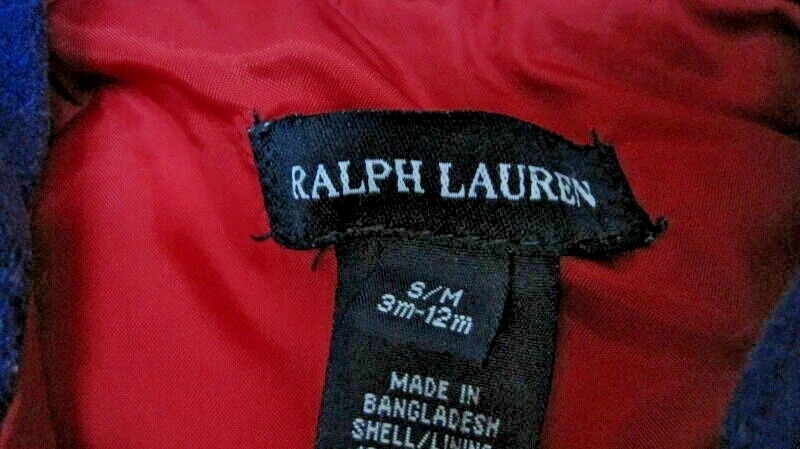 RALPH LAUREN
S/M
3m-12m
MADE IN
BANGLADESH
SHELL/LINING